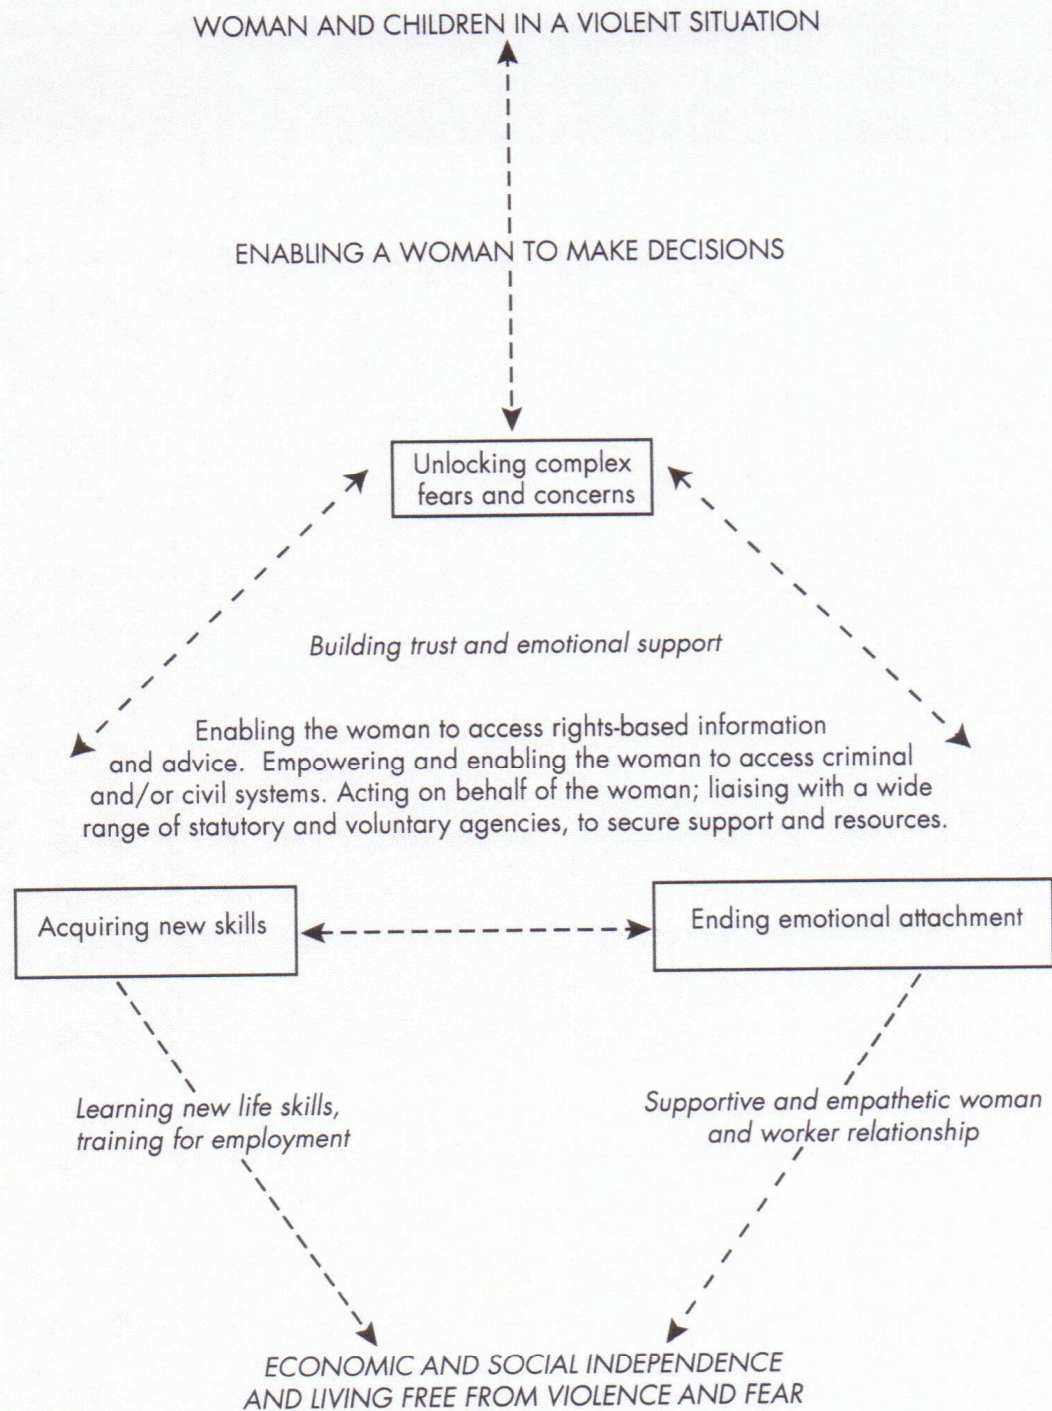 WOMAN AND CHILDREN IN A VIOLENT SITUATION
ENABLING A WOMAN TO MAKE DECISIONS
Unlocking complex
fears and concerns
Building trust and emotional support
Enabling the woman to access rights-based information
and advice. Empowering and enabling the woman to access criminal
and/or civil systems. Acting on behalf of the woman; liaising with a wide
range of statutory and voluntary agencies, to secure support and resources.
Acquiring new skills
Ending emotional attachment
Learning new life skills,
training for employment
Supportive and empathetic woman
and worker relationship
ECONOMIC AND SOCIAL INDEPENDENCE
AND LIVING FREE FROM VIOLENCE AND FEAR